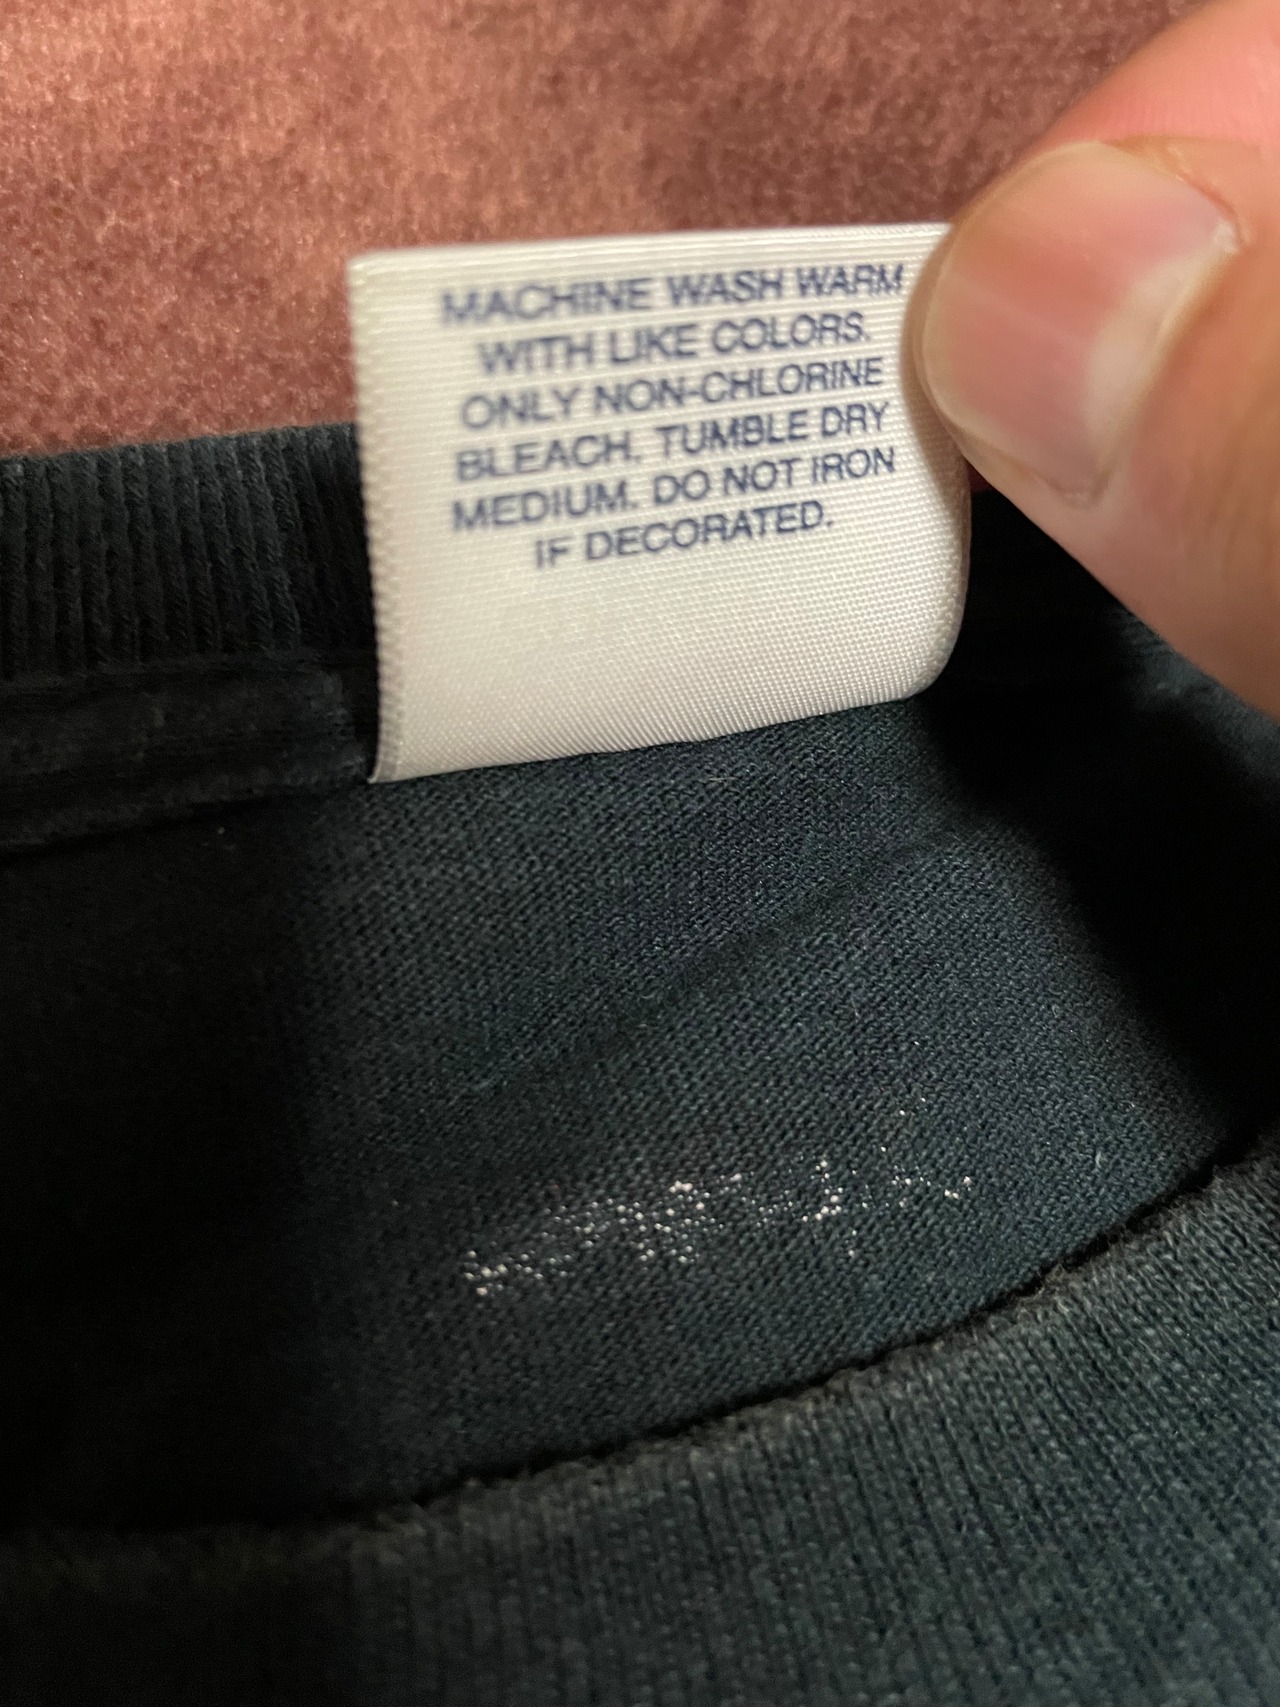 MACHINE WASH WARM
WITH LIKE COLORS.
ONLY NON-CHLORINE
BLEACH. TUMBLE DRY
MEDIUM. DO NOT IRON
IF DECORATED.